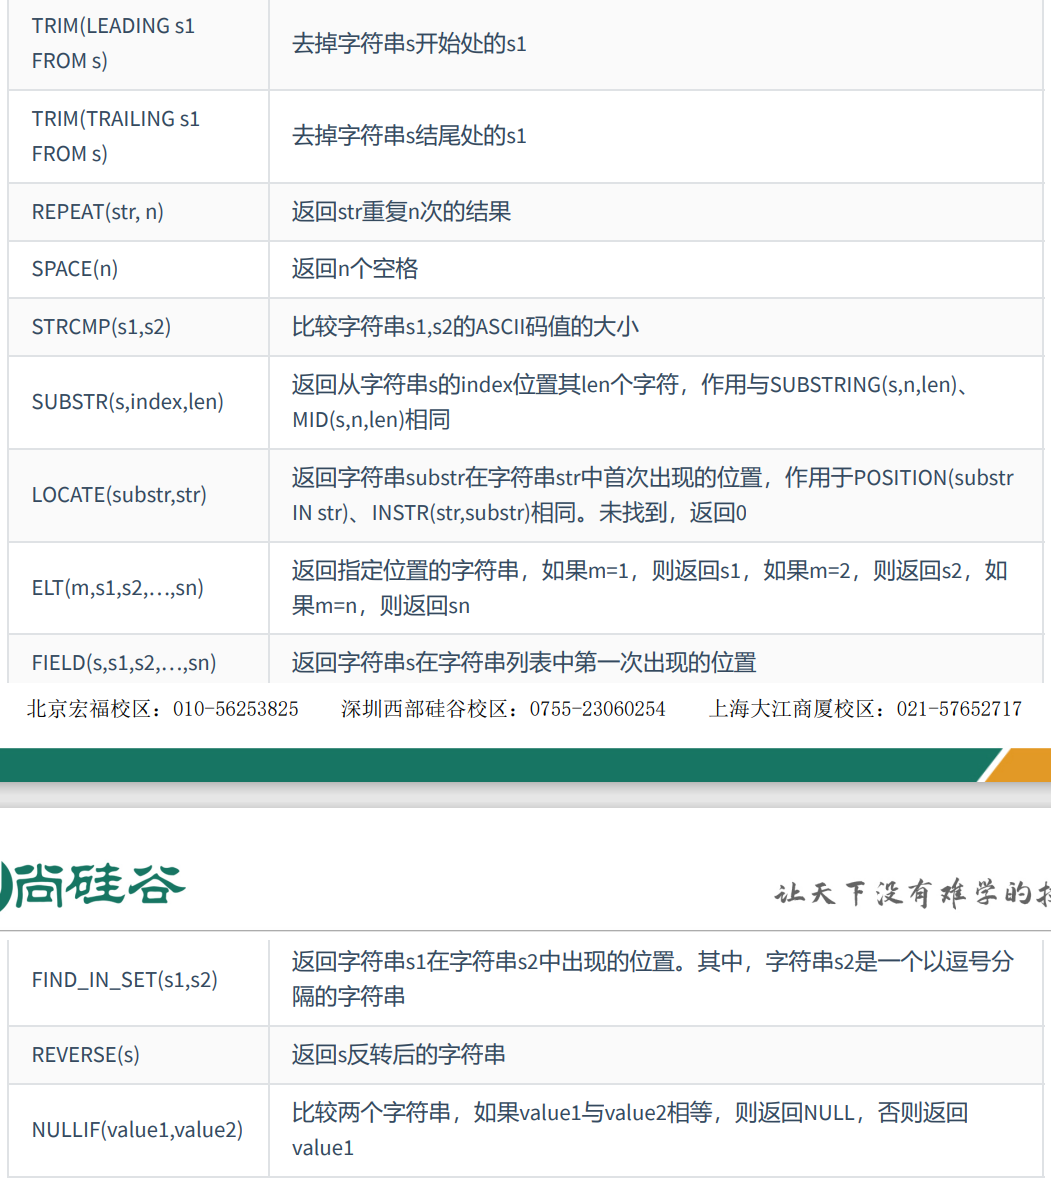 TRIM(LEADING s1
FROM s)
去掉字符串s开始处的s1
TRIM(TRAILING s1
FROM s)
去掉字符串s结尾处的s1
REPEAT(str, n)
返回str重复n次的结果
SPACE(n)
返回n个空格
STRCMP(s1,s2)
比较字符串s1,s2的ASCII码值的大小
SUBSTR(s,index,len)
返回从字符串s的index位置其len个字符，作用与SUBSTRING(s,n,len)、
MID(s,n,len)相同
LOCATE(substr,str)
返回字符串substr在字符串str中首次出现的位置，作用于POSITION(substr
IN str)、INSTR(str,substr)相同。未找到，返回0
ELT(m,s1,s2,…,sn)
返回指定位置的字符串，如果m=1，则返回s1，如果m=2，则返回s2，如
果m=n，则返回sn
FIELD(s,s1,s2,…,sn)
返回字符串s在字符串列表中第一次出现的位置
北京宏福校区：010-56253825 深圳西部硅谷校区：0755-23060254 上海大江商厦校区：021-57652717
尚硅谷
让天下没有难学的技
FIND_IN_SET(s1,s2)
返回字符串s1在字符串s2中出现的位置。其中，字符串s2是一个以逗号分
隔的字符串
REVERSE(s)
返回s反转后的字符串
NULLIF(value1,value2)
比较两个字符串，如果value1与value2相等，则返回NULL，否则返回
value1